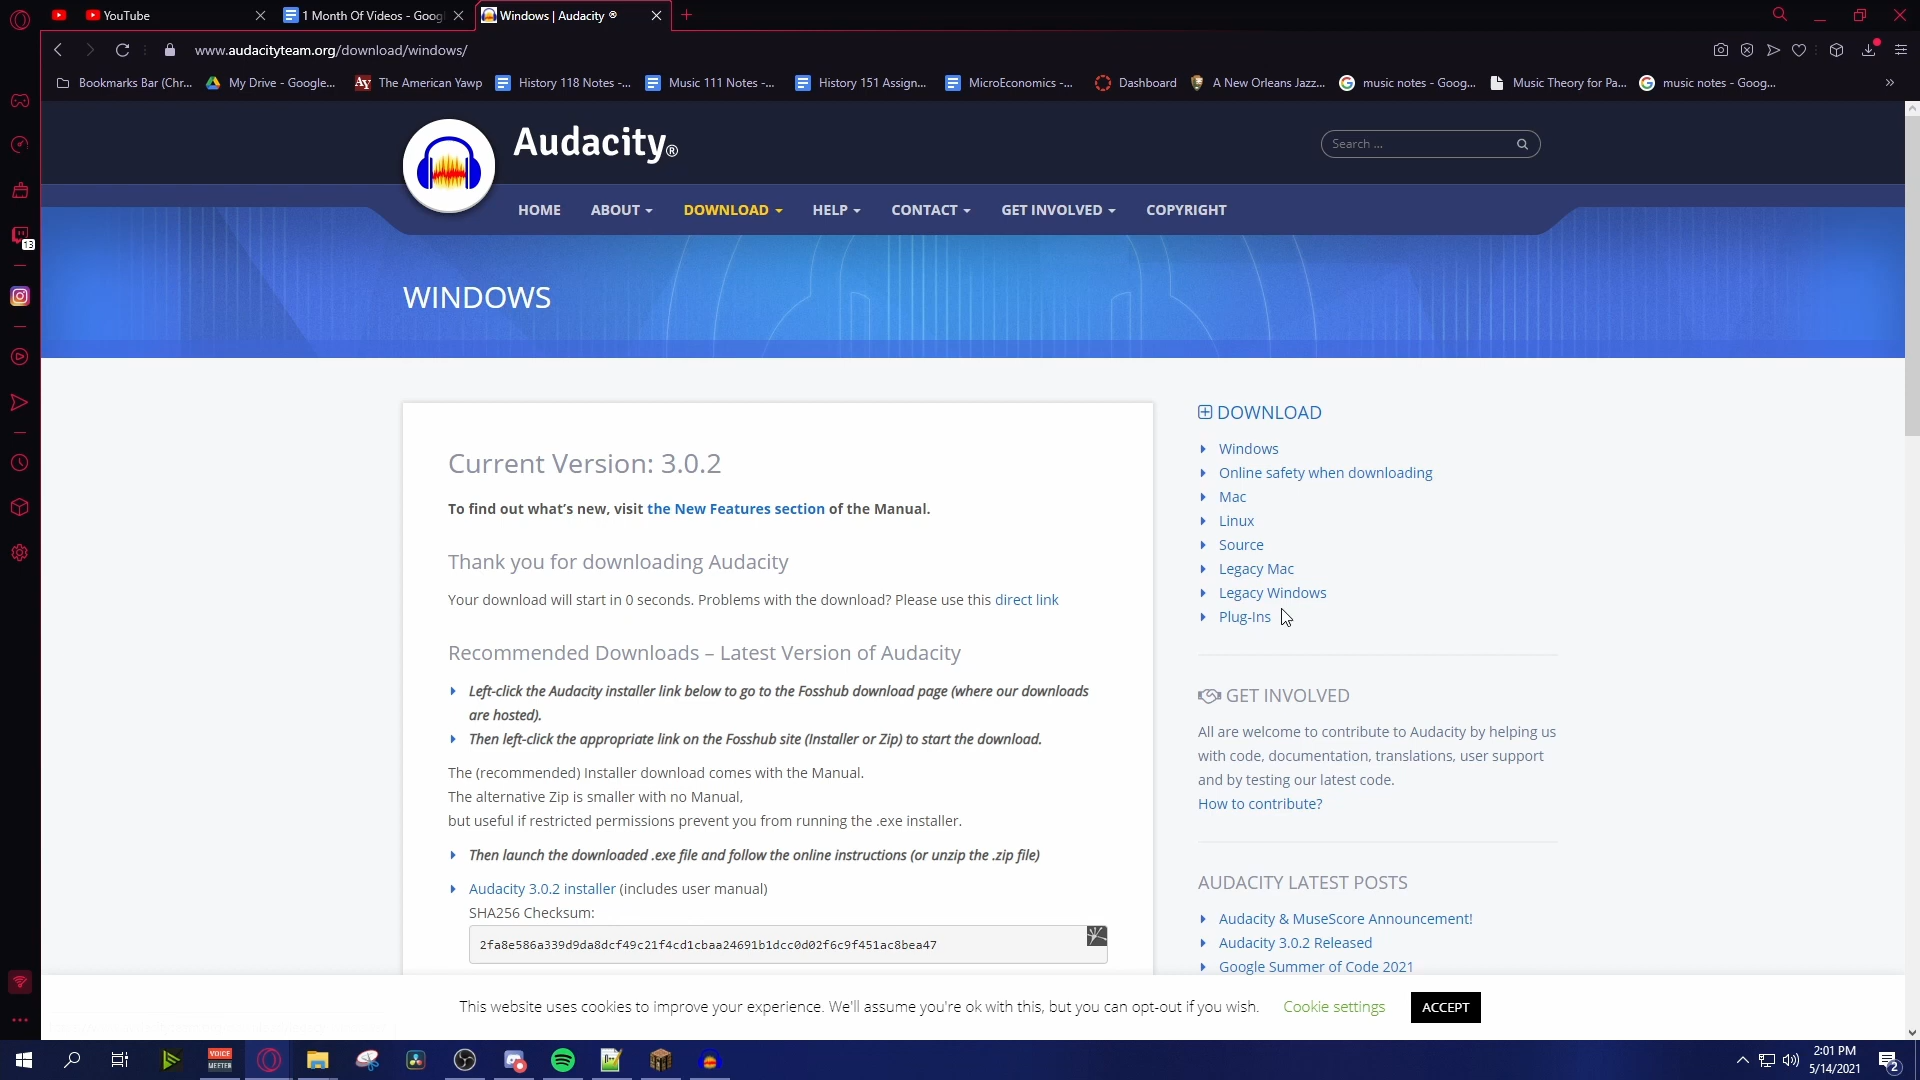 YouTube
1 Month Of Videos - Googl
Windows | Audacity ®
www.audacityteam.org/download/windows/
Bookmarks Bar (Chr...
My Drive - Google...
AY
The American Yawp
History 118 Notes -...
Music 111 Notes -...
History 151 Assign...
MicroEconomics -...
Dashboard
A New Orleans Jazz...
music notes - Goog...
Music Theory for Pa...
music notes - Goog...
»
Audacity®
Search ...
HOME
ABOUT
DOWNLOAD
HELP
CONTACT
GET INVOLVED
COPYRIGHT
13
WINDOWS
Current Version: 3.0.2
To find out what’s new, visit the New Features section of the Manual.
Thank you for downloading Audacity
Your download will start in 0 seconds. Problems with the download? Please use this direct link
Recommended Downloads – Latest Version of Audacity
Left-click the Audacity installer link below to go to the Fosshub download page (where our downloads
are hosted).
Then left-click the appropriate link on the Fosshub site (Installer or Zip) to start the download.
The (recommended) Installer download comes with the Manual.
The alternative Zip is smaller with no Manual,
but useful if restricted permissions prevent you from running the .exe installer.
Then launch the downloaded .exe file and follow the online instructions (or unzip the .zip file)
Audacity 3.0.2 installer (includes user manual)
SHA256 Checksum:
2fa8e586a339d9da8dcf49c21f4cd1cbaa24691b1dcc0d02f6c9f451ac8bea47
DOWNLOAD
Windows
Online safety when downloading
Mac
Linux
Source
Legacy Mac
Legacy Windows
Plug-Ins
GET INVOLVED
All are welcome to contribute to Audacity by helping us
with code, documentation, translations, user support
and by testing our latest code.
How to contribute?
AUDACITY LATEST POSTS
Audacity & MuseScore Announcement!
Audacity 3.0.2 Released
Google Summer of Code 2021
This website uses cookies to improve your experience. We'll assume you're ok with this, but you can opt-out if you wish.
Cookie settings
ACCEPT
VOICE
MEETER
2:01 PM
5/14/2021
2